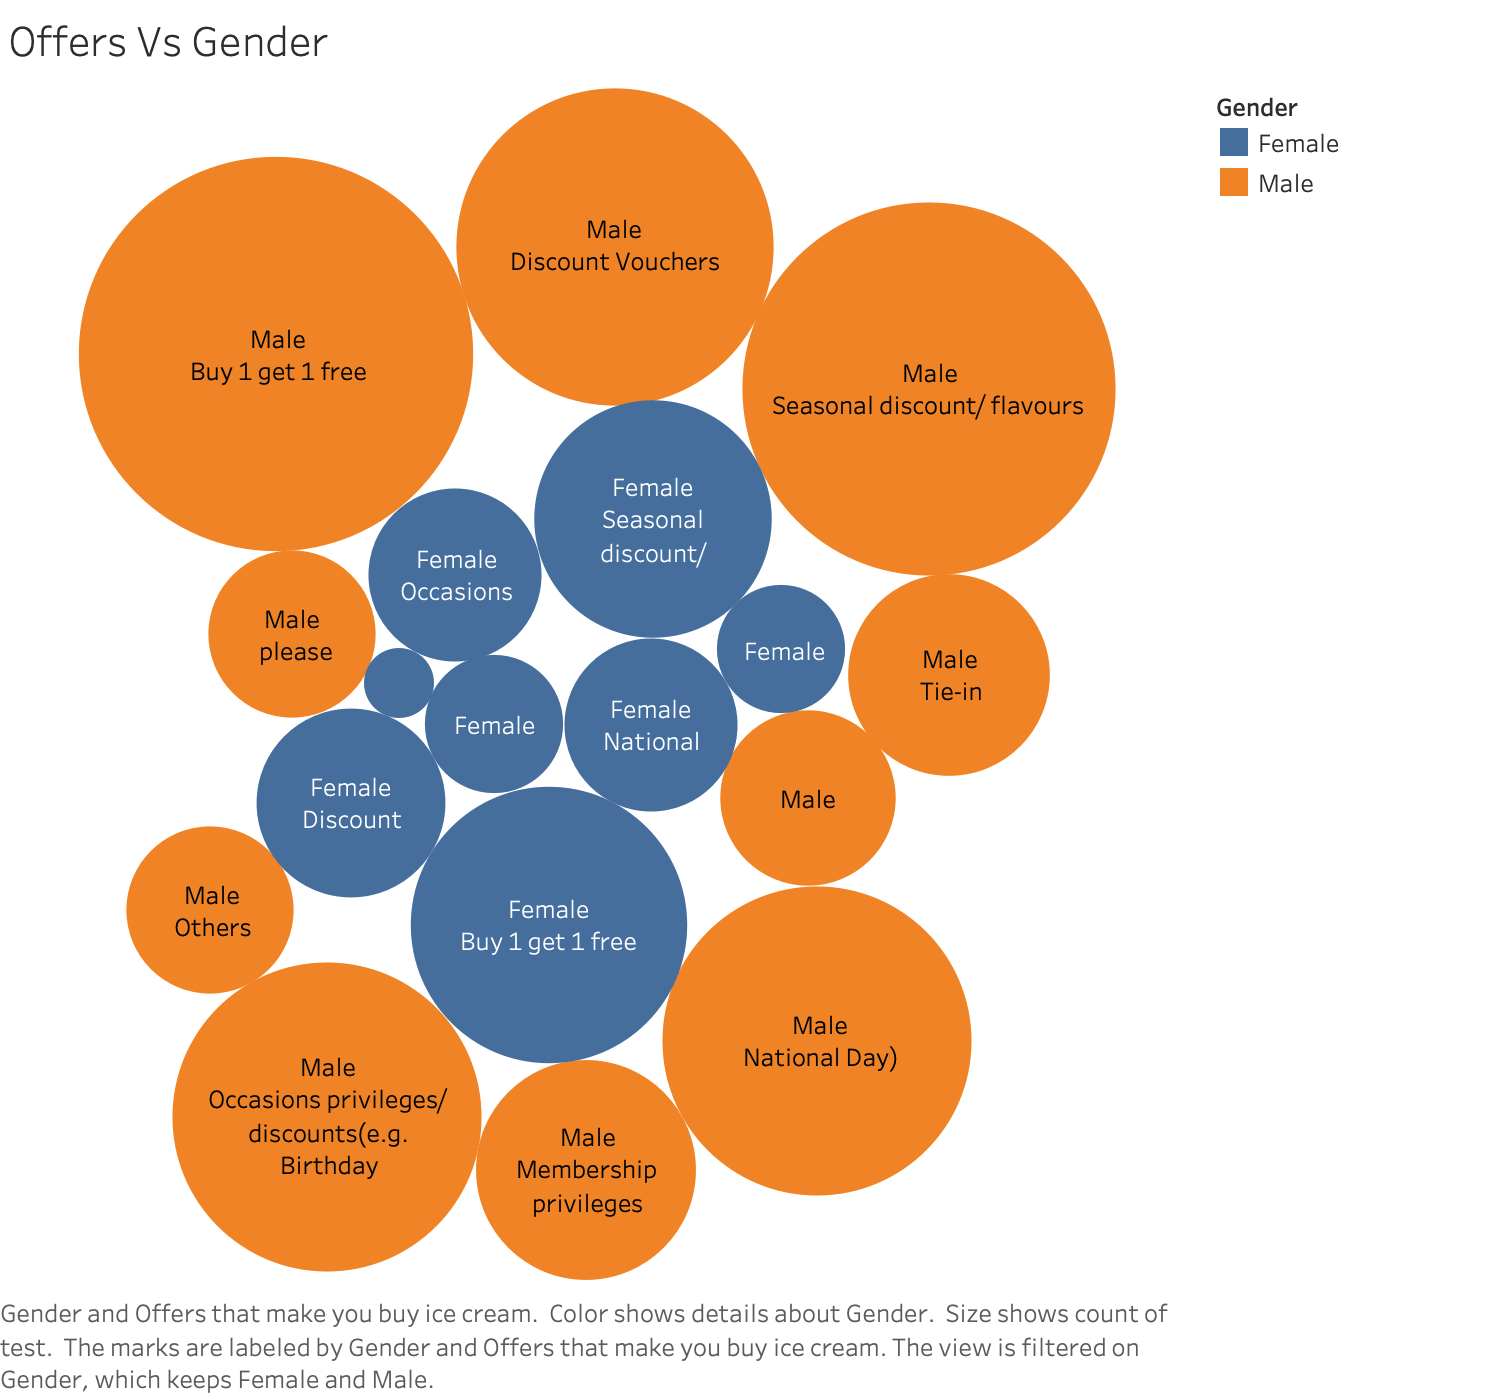 Offers Vs Gender
Gender
Female
Male
Male
Discount Vouchers
Male
Buy 1 get 1 free
Male
Seasonal discount/ flavours
Female
Seasonal
discount/
Female
Occasions
Male
please
Female
Male
Tie-in
Female
National
Female
Female
Discount
Male
Male
Others
Female
Buy 1 get 1 free
Male
National Day)
Male
Occasions privileges/
discounts(e.g.
Birthday
Male
Membership
privileges
Gender and Offers that make you buy ice cream.  Color shows details about Gender.  Size shows count of
test.  The marks are labeled by Gender and Offers that make you buy ice cream. The view is filtered on
Gender, which keeps Female and Male.